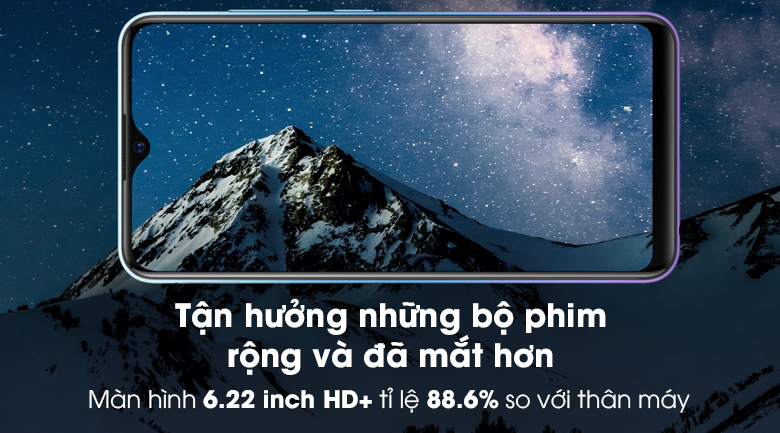 Tận hưởng những bộ phim
rộng và đã mắt hơn
Màn hình 6.22 inch HD+ tỉ lệ 88.6% so với thân máy